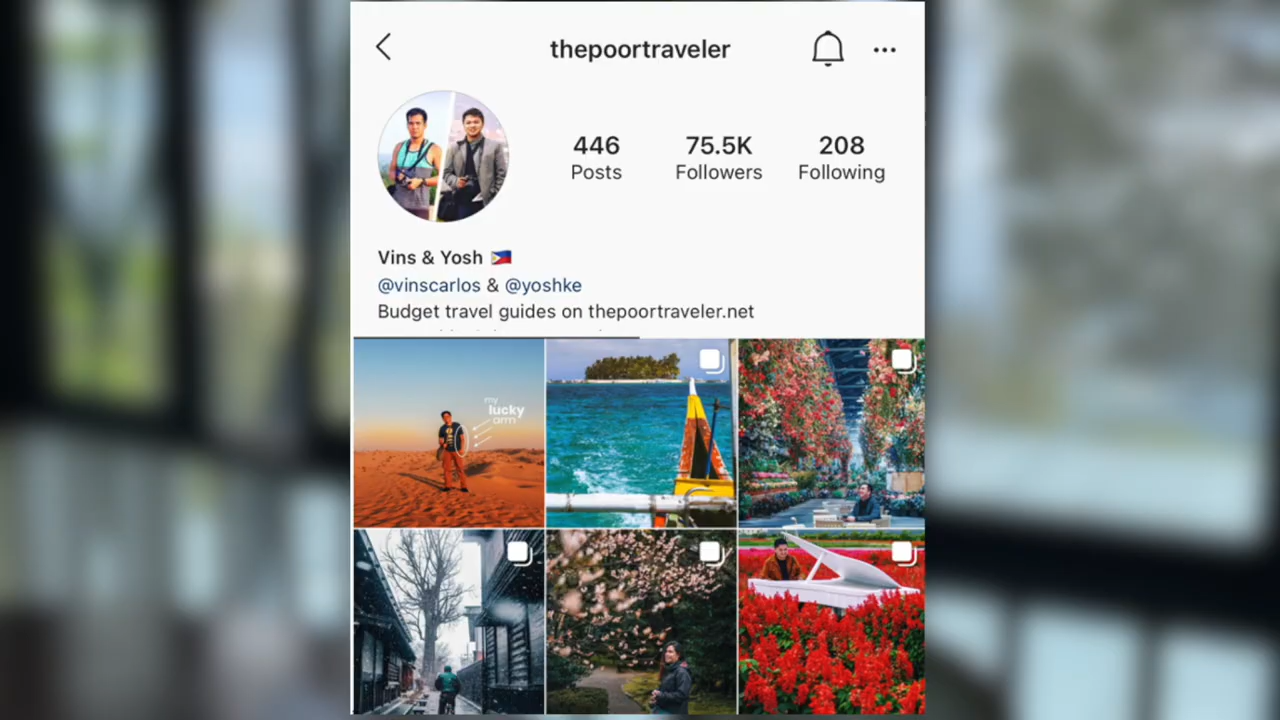 thepoortraveler
446 75.5K 208
Posts Followers Following
Vins & Yosh 🇵🇭
@vinscarlos & @yoshke
Budget travel guides on thepoortraveler.net
my
lucky
arm